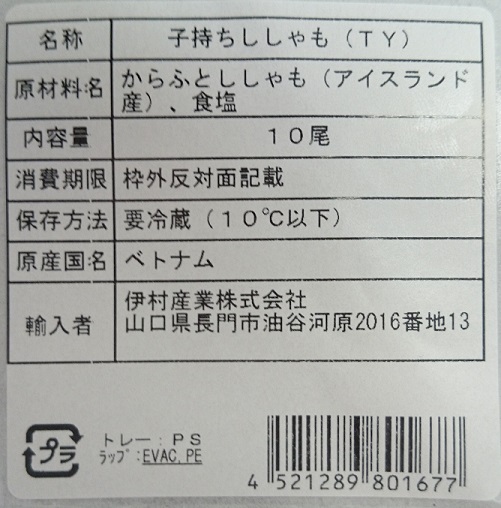 名称 子持ちししゃも（ＴＹ）
原材料名 からふとししゃも（アイスランド
産）、食塩
内容量 １０尾
消費期限 枠外反対面記載
保存方法 要冷蔵（１０℃以下）
原産国名 ベトナム
輸入者 伊村産業株式会社
山口県長門市油谷河原2016番地13
プラ
トレー：ＰＳ
ﾗｯﾌﾟ:EVAC,PE
4 521289 801677